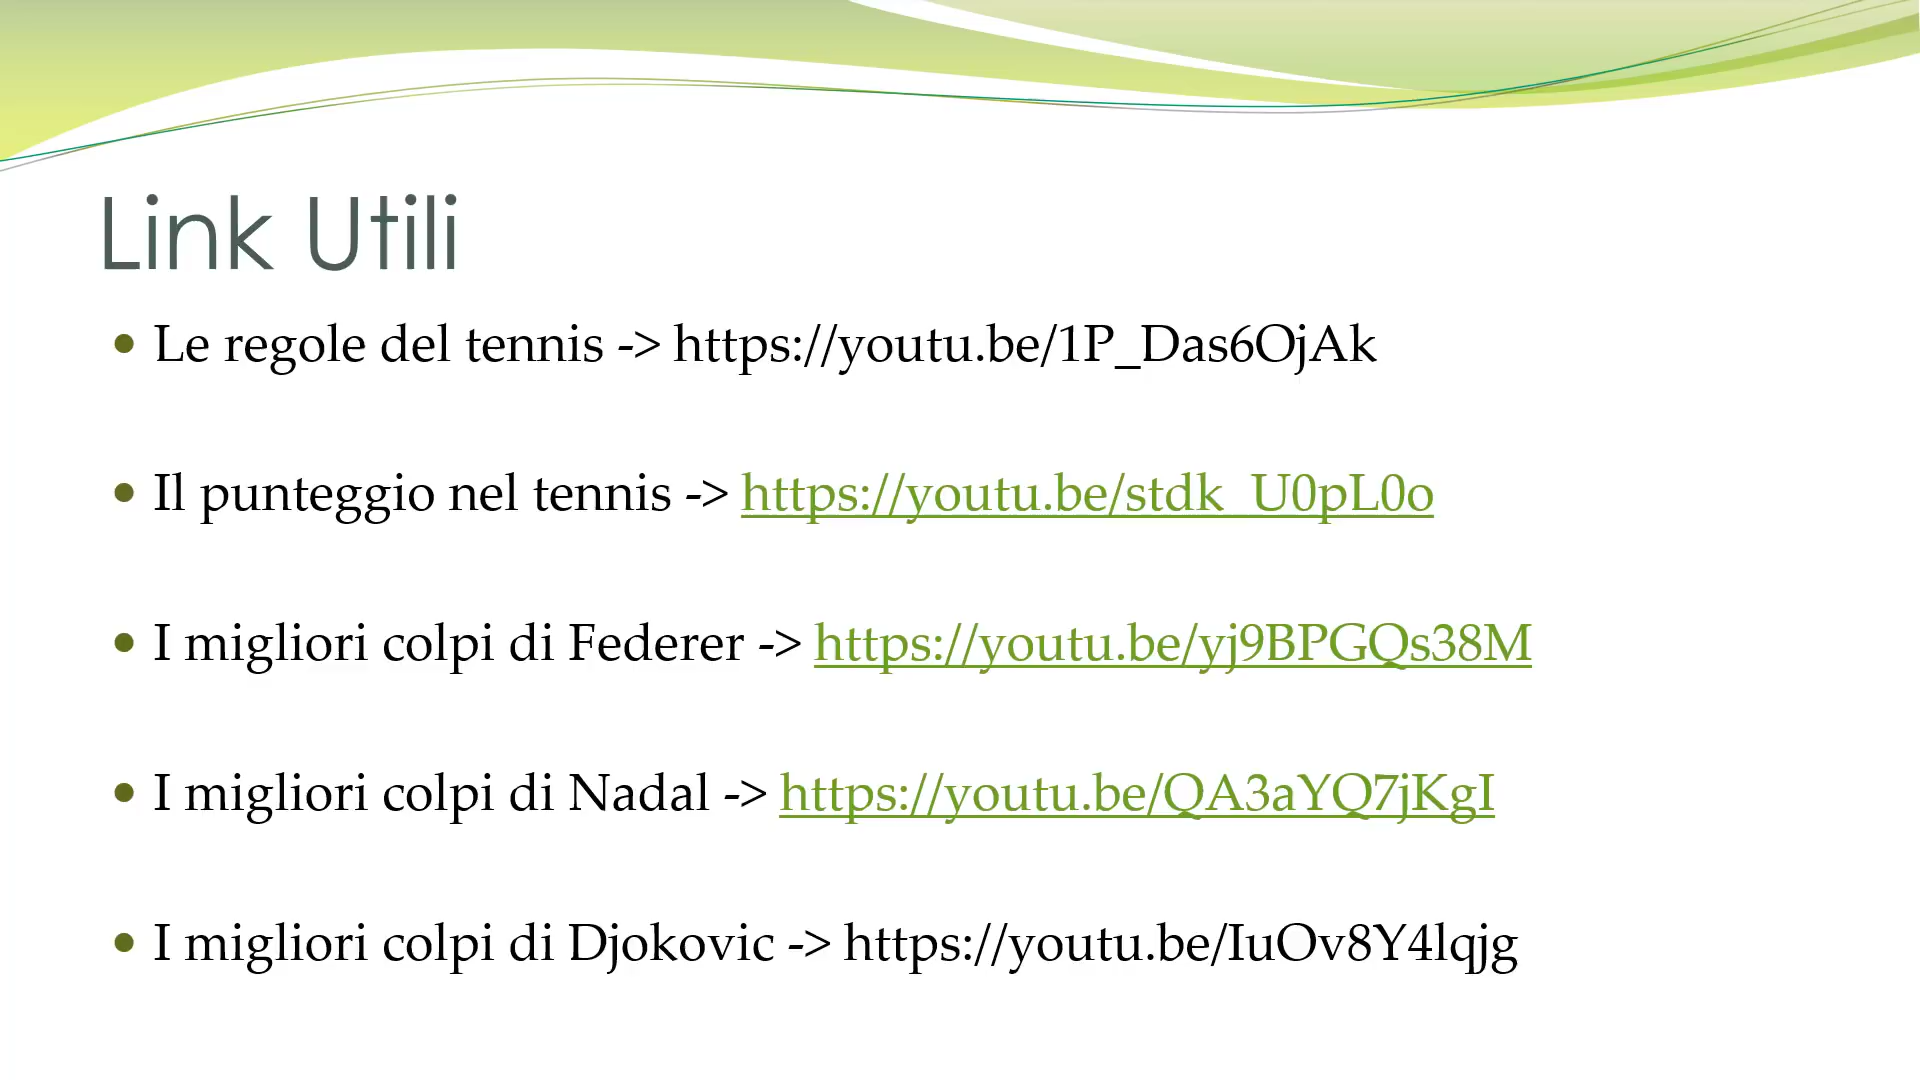 Link Utili
Le regole del tennis -> https://youtu.be/1P_Das6OjAk
Il punteggio nel tennis -> https://youtu.be/stdk_U0pL0o
I migliori colpi di Federer -> https://youtu.be/yj9BPGQs38M
I migliori colpi di Nadal -> https://youtu.be/QA3aYQ7jKgI
I migliori colpi di Djokovic -> https://youtu.be/IuOv8Y4lqjg